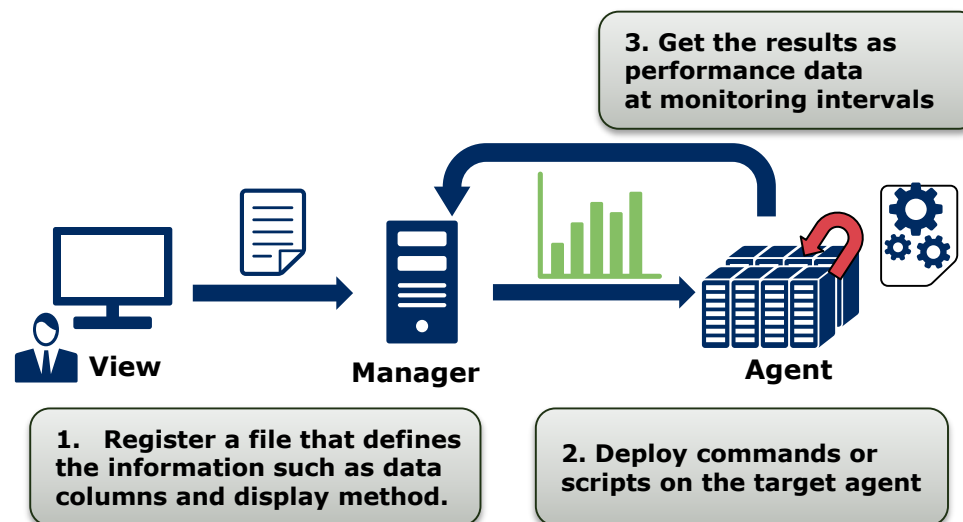 3. Get the results as
performance data
at monitoring intervals
View
Manager
Agent
1. Register a file that defines
the information such as data
columns and display method.
2. Deploy commands or
scripts on the target agent